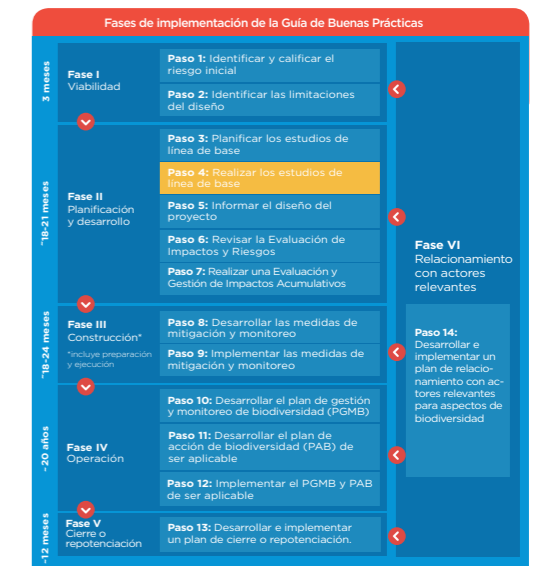 Fases de implementación de la Guía de Buenas Prácticas
3 meses
Fase I
Viabilidad
Paso 1: Identificar y calificar el
riesgo inicial
Paso 2: Identificar las limitaciones
del diseño
~18-21 meses
Fase II
Planificación
y desarrollo
Paso 3: Planificar los estudios de
línea de base
Paso 4: Realizar los estudios de
línea de base
Paso 5: Informar el diseño del
proyecto
Paso 6: Revisar la Evaluación de
Impactos y Riesgos
Paso 7: Realizar una Evaluación y
Gestión de Impactos Acumulativos
~18-24 meses
Fase III
Construcción*
*incluye preparación
y ejecución
Paso 8: Desarrollar las medidas de
mitigación y monitoreo
Paso 9: Implementar las medidas de
mitigación y monitoreo
~20 años
Fase IV
Operación
Paso 10: Desarrollar el plan de gestión
y monitoreo de biodiversidad (PGMB)
Paso 11: Desarrollar el plan de
acción de biodiversidad (PAB) de
ser aplicable
Paso 12: Implementar el PGMB y PAB
de ser aplicable
~12 meses
Fase V
Cierre o
repotenciación
Paso 13: Desarrollar e implementar
un plan de cierre o repotenciación.
Fase VI
Relacionamiento
con actores
relevantes
Paso 14:
Desarrollar e
implementar un
plan de relacio-
namiento con ac-
tores relevantes
para aspectos de
biodiversidad